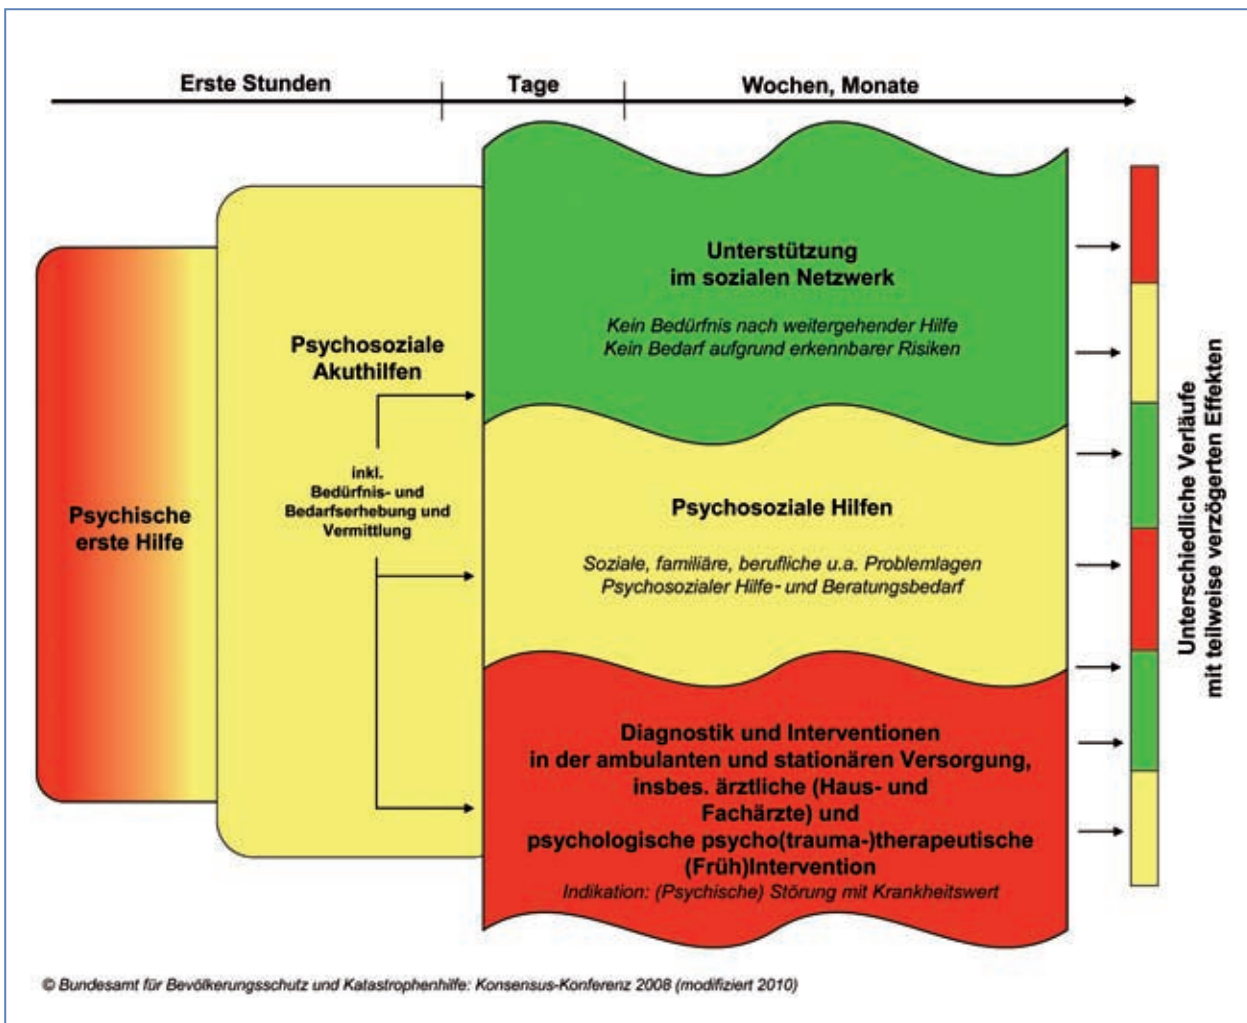 Erste Stunden
Tage
Wochen, Monate
Psychische
erste Hilfe
Psychosoziale
Akuthilfen
inkl.
Bedürfnis- und
Bedarfserhebung und
Vermittlung
Unterstützung
im sozialen Netzwerk
Kein Bedürfnis nach weitergehender Hilfe
Kein Bedarf aufgrund erkennbarer Risiken
Psychosoziale Hilfen
Soziale, familiäre, berufliche u.a. Problemlagen
Psychosozialer Hilfe- und Beratungsbedarf
Diagnostik und Interventionen
in der ambulanten und stationären Versorgung,
insbes. ärztliche (Haus- und
Fachärzte) und
psychologische psycho(trauma-)therapeutische
(Früh)Intervention
Indikation: (Psychische) Störung mit Krankheitswert
Unterschiedliche Verläufe
mit teilweise verzögerten Effekten
© Bundesamt für Bevölkerungsschutz und Katastrophenhilfe: Konsensus-Konferenz 2008 (modifiziert 2010)